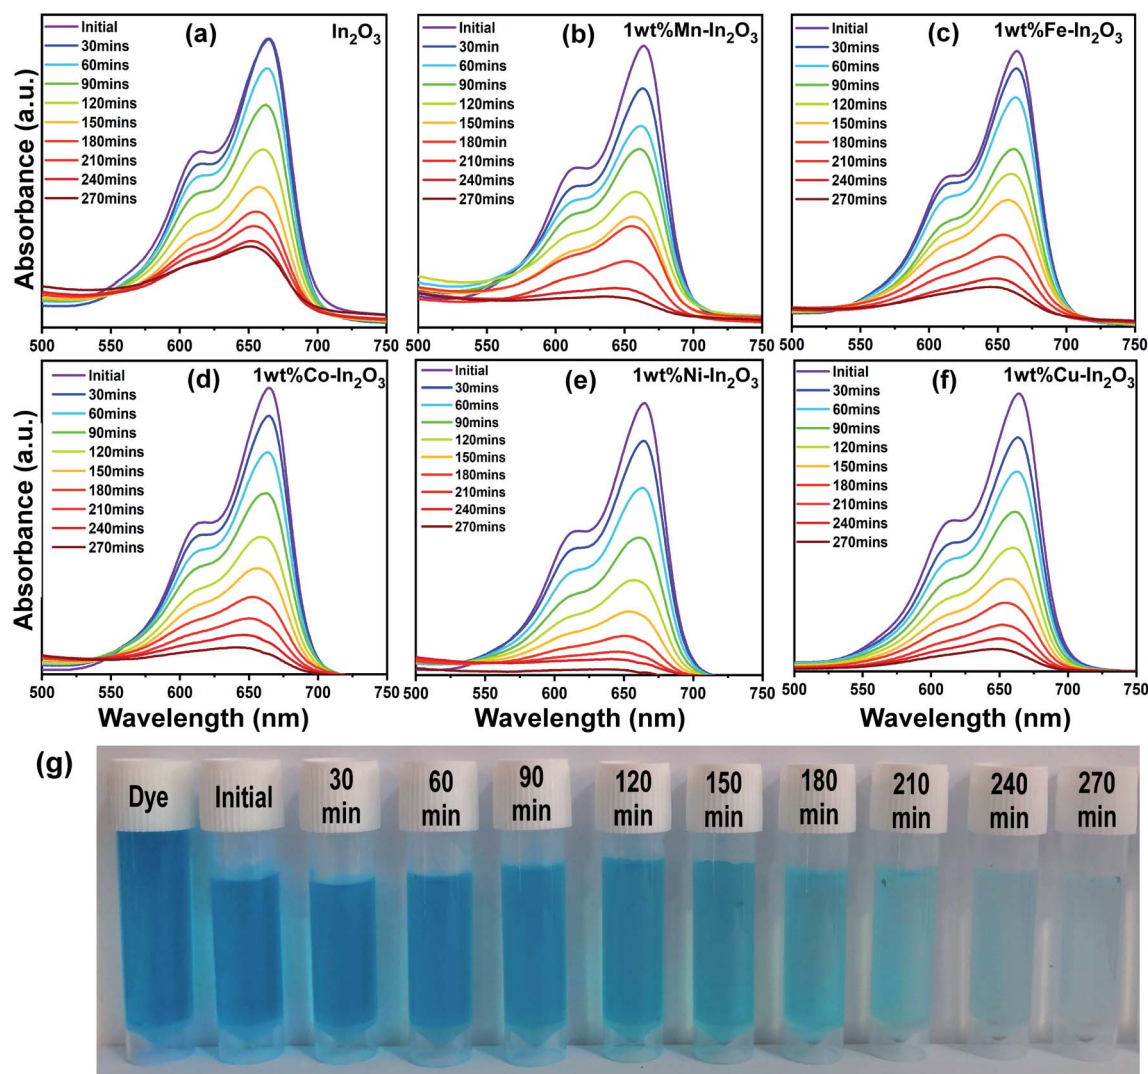 Absorbance (a.u.)
(a)
In₂O₃
Initial
30mins
60mins
90mins
120mins
150mins
180mins
210mins
240mins
270mins
500 550 600 650 700 750
(b)
1wt%Mn-In₂O₃
Initial
30min
60mins
90mins
120mins
150mins
180min
210mins
240mins
270mins
500 550 600 650 700 750
(c)
1wt%Fe-In₂O₃
Initial
30mins
60mins
90mins
120mins
150mins
180mins
210mins
240mins
270mins
500 550 600 650 700 750
Absorbance (a.u.)
(d)
1wt%Co-In₂O₃
Initial
30mins
60mins
90mins
120mins
150mins
180mins
210mins
240mins
270mins
500 550 600 650 700 750
Wavelength (nm)
(e)
1wt%Ni-In₂O₃
Initial
30mins
60mins
90mins
120mins
150mins
180mins
210mins
240mins
270mins
500 550 600 650 700 750
Wavelength (nm)
(f)
1wt%Cu-In₂O₃
Initial
30mins
60mins
90mins
120mins
150mins
180mins
210mins
240mins
270mins
500 550 600 650 700 750
Wavelength (nm)
(g)
Dye
Initial
30
min
60
min
90
min
120
min
150
min
180
min
210
min
240
min
270
min